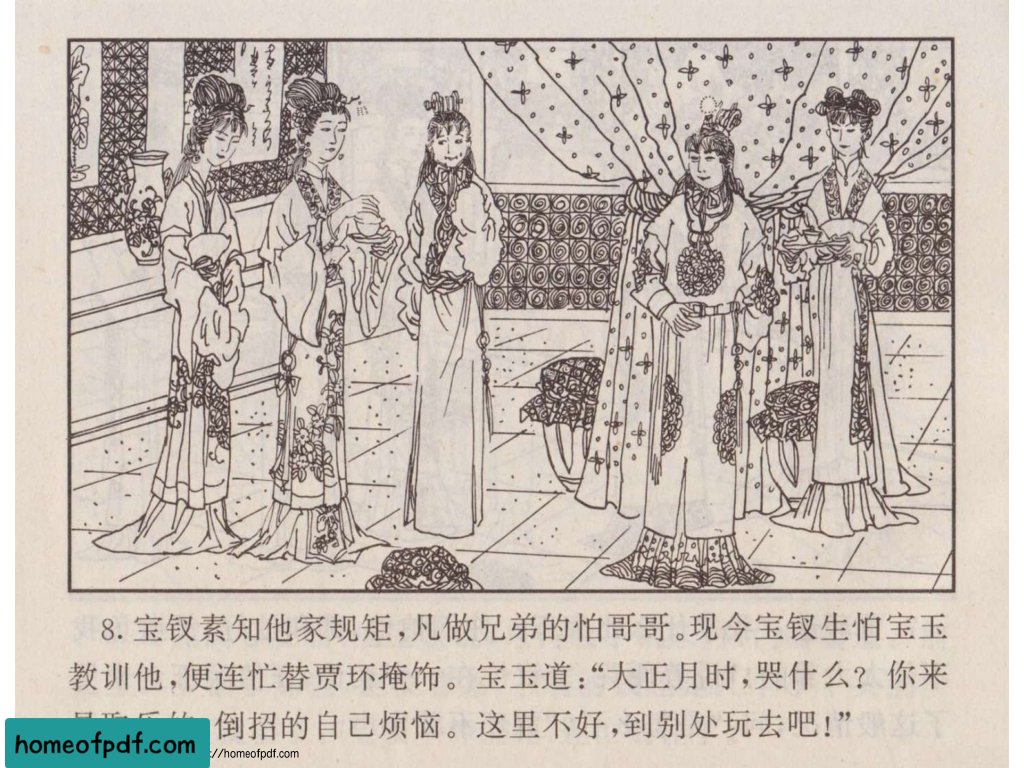 8. 宝钗素知他家规矩，凡做兄弟的怕哥哥。现今宝钗生怕宝玉
教训他，便连忙替贾环掩饰。宝玉道：“大正月时，哭什么？你来
倒招的自己烦恼。这里不好，到别处玩去吧！”
homeofpdf.com
//homeofpdf.com